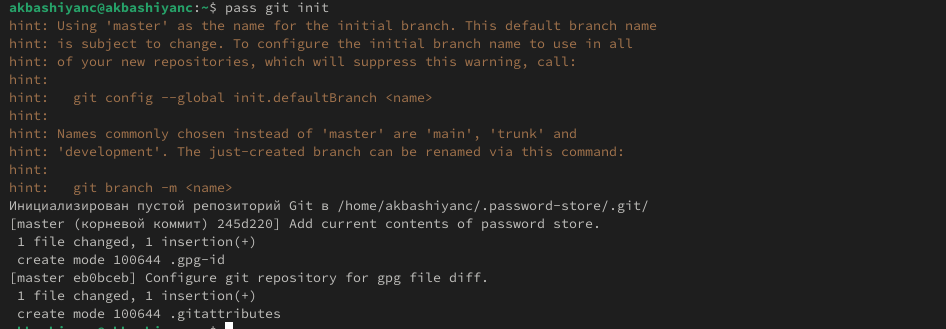 akbashiyanc@akbashiyanc:~$ pass git init
hint: Using 'master' as the name for the initial branch. This default branch name
hint: is subject to change. To configure the initial branch name to use in all
hint: of your new repositories, which will suppress this warning, call:
hint:
hint:   git config --global init.defaultBranch <name>
hint:
hint: Names commonly chosen instead of 'master' are 'main', 'trunk' and
hint: 'development'. The just-created branch can be renamed via this command:
hint:
hint:   git branch -m <name>
Инициализирован пустой репозиторий Git в /home/akbashiyanc/.password-store/.git/
[master (корневой коммит) 245d220] Add current contents of password store.
 1 file changed, 1 insertion(+)
 create mode 100644 .gpg-id
[master eb0bceb] Configure git repository for gpg file diff.
 1 file changed, 1 insertion(+)
 create mode 100644 .gitattributes